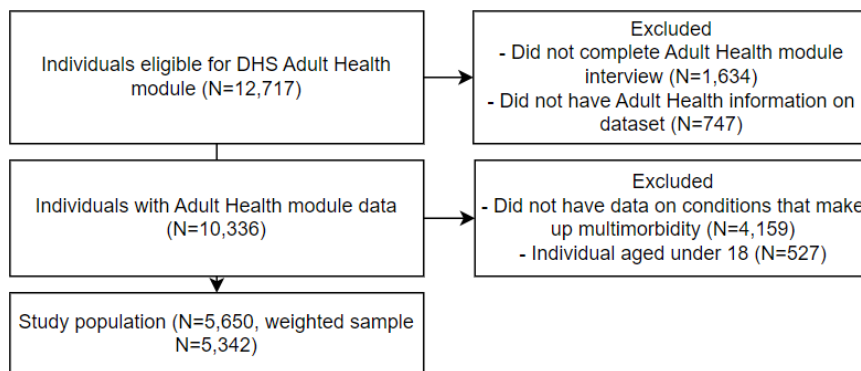 Individuals eligible for DHS Adult Health
module (N=12,717)
Excluded
- Did not complete Adult Health module
interview (N=1,634)
- Did not have Adult Health information on
dataset (N=747)
Individuals with Adult Health module data
(N=10,336)
Excluded
- Did not have data on conditions that make
up multimorbidity (N=4,159)
- Individual aged under 18 (N=527)
Study population (N=5,650, weighted sample
N=5,342)